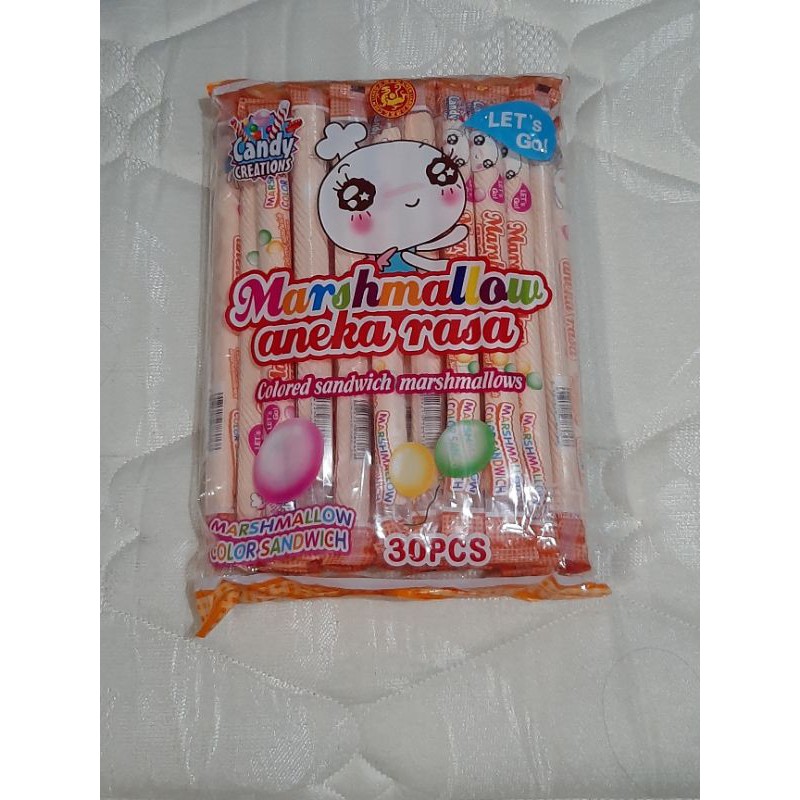 Candy
CREATIONS
LET's
Go!
Marshmallow
aneka rasa
Colored sandwich marshmallows
MARSHMALLOW
COLOR SANDWICH
30PCS